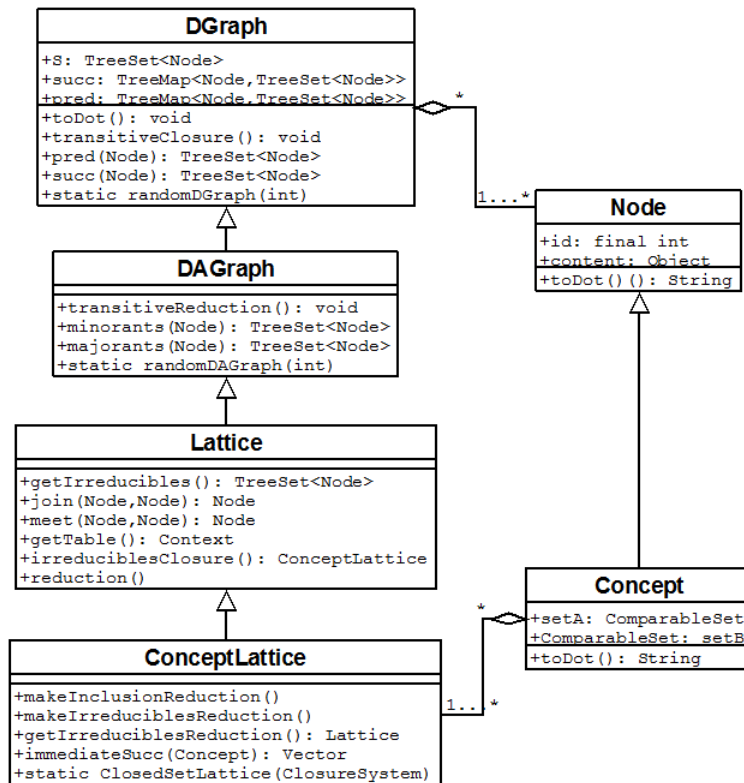 DGraph
+S: TreeSet<Node>
+succ: TreeMap<Node,TreeSet<Node>>
+pred: TreeMap<Node,TreeSet<Node>>
+toDot(): void
+transitiveClosure(): void
+pred(Node): TreeSet<Node>
+succ(Node): TreeSet<Node>
+static randomDGraph(int)
*
1...*
Node
+id: final int
+content: Object
+toDot()(): String
DAGraph
+transitiveReduction(): void
+minorants(Node): TreeSet<Node>
+majorants(Node): TreeSet<Node>
+static randomDAGraph(int)
Lattice
+getIrreducibles(): TreeSet<Node>
+join(Node,Node): Node
+meet(Node,Node): Node
+getTable(): Context
+irreduciblesClosure(): ConceptLattice
+reduction()
Concept
+setA: ComparableSet
+ComparableSet: setB
+toDot(): String
*
1...*
ConceptLattice
+makeInclusionReduction()
+makeIrreduciblesReduction()
+getIrreduciblesReduction(): Lattice
+immediateSucc(Concept): Vector
+static ClosedSetLattice(ClosureSystem)